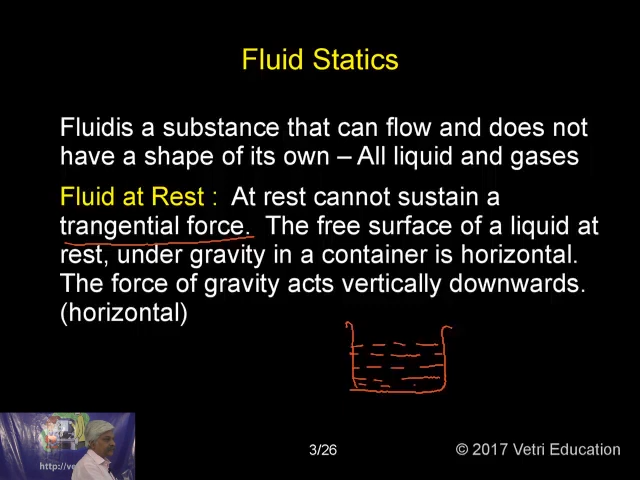 Fluid Statics
Fluidis a substance that can flow and does not
have a shape of its own – All liquid and gases
Fluid at Rest : At rest cannot sustain a
trangential force. The free surface of a liquid at
rest, under gravity in a container is horizontal.
The force of gravity acts vertically downwards.
(horizontal)
3/26
© 2017 Vetri Education
http://ve